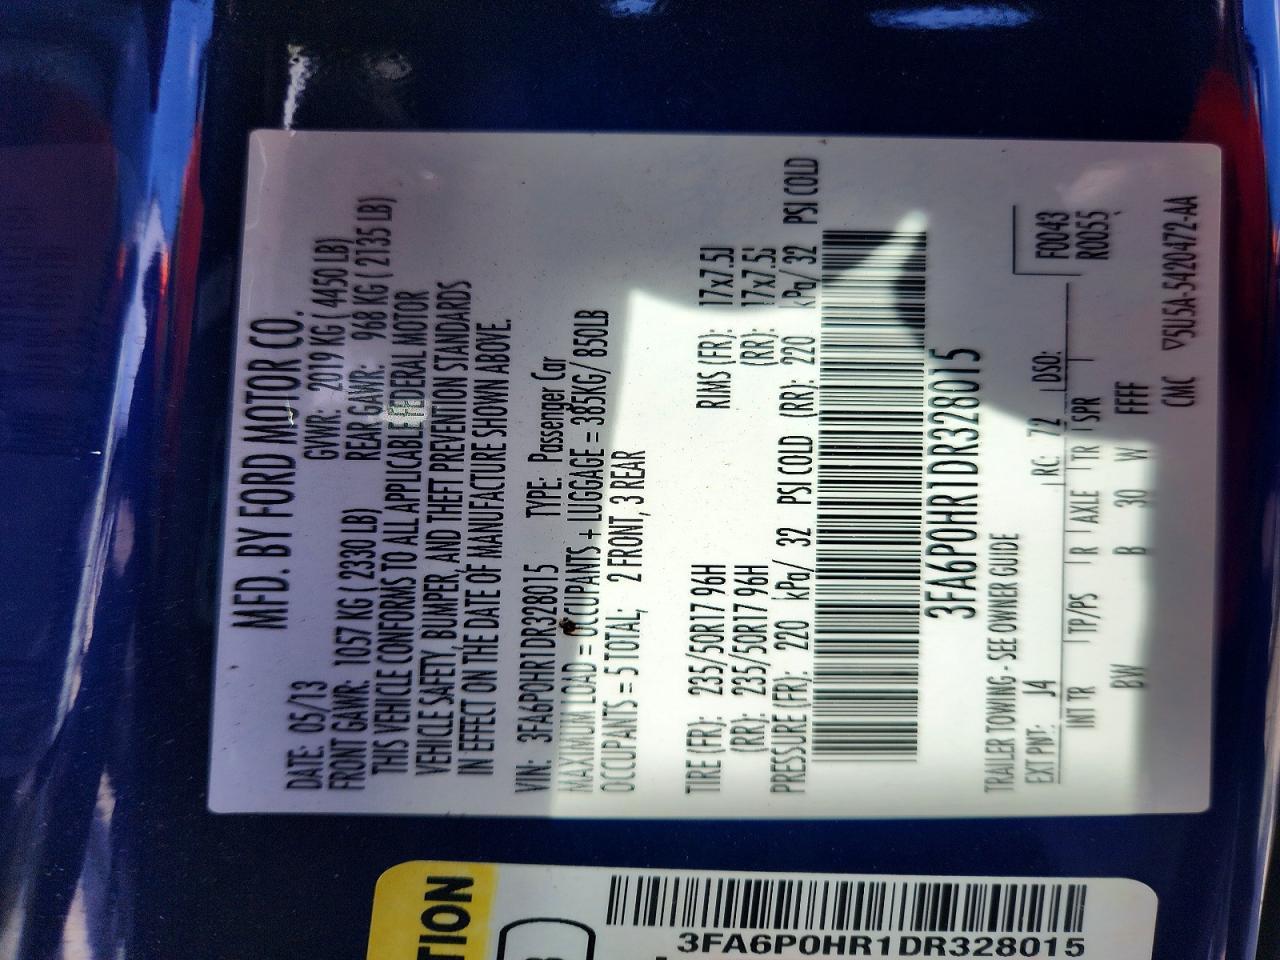 MFD. BY FORD MOTOR CO.
DATE: 05/13 GVWR: 2019 KG ( 4450 LB)
FRONT GAWR: 1057 KG ( 2330 LB) REAR GAWR: 968 KG ( 2135 LB)
THIS VEHICLE CONFORMS TO ALL APPLICABLE FEDERAL MOTOR
VEHICLE SAFETY, BUMPER, AND THEFT PREVENTION STANDARDS
IN EFFECT ON THE DATE OF MANUFACTURE SHOWN ABOVE.
VIN: 3FA6P0HR1DR328015 TYPE: Passenger Car
MAXIMUM LOAD = OCCUPANTS + LUGGAGE = 385KG/ 850LB
OCCUPANTS = 5 TOTAL; 2 FRONT, 3 REAR
TIRE (FR): 235/50R17 96H RIMS (FR): 17x7.5J
(RR): 235/50R17 96H (RR): 17x7.5J
PRESSURE (FR): 220 kPa/ 32 PSI COLD (RR): 220 kPa/ 32 PSI COLD
3FA6P0HR1DR328015
TRAILER TOWING - SEE OWNER GUIDE F0043
EXT PNT: J4 RC: 72 DSO: R0055
INT TR TP/PS R AXLE TR SPR
BW B 30 W FFFF
CMC V5U5A-5420472-AA
TION
3FA6P0HR1DR328015